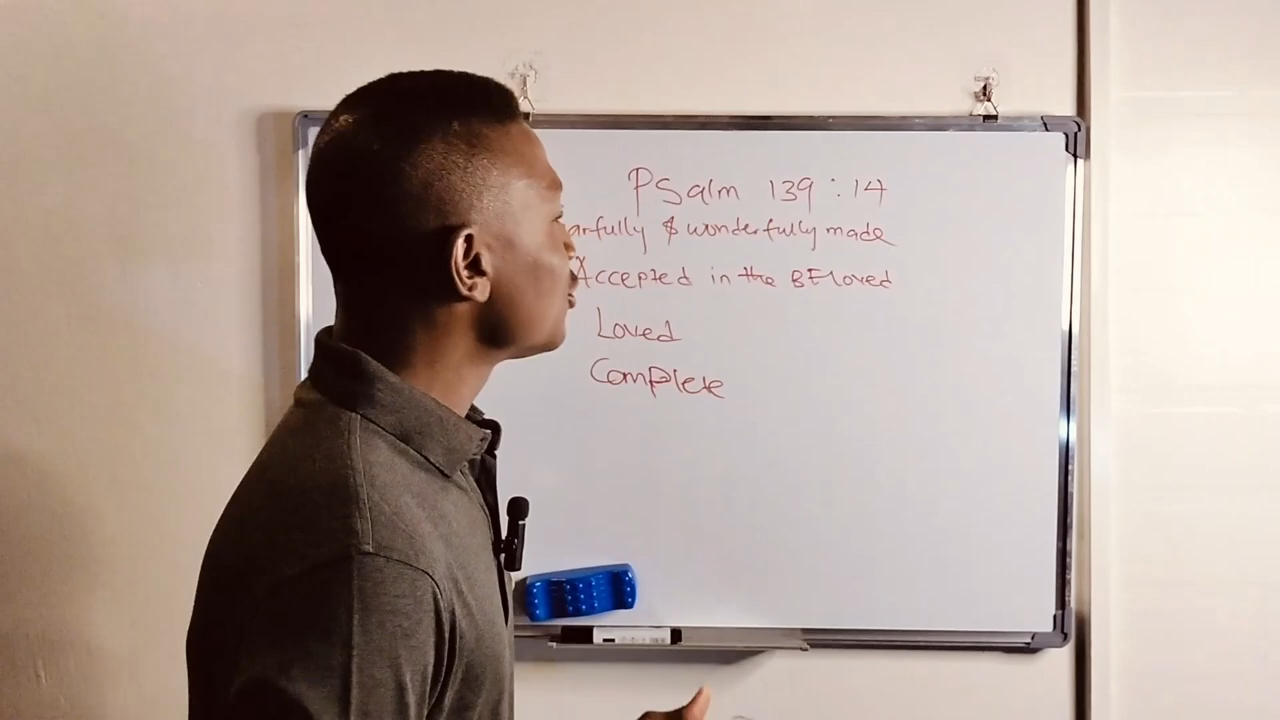 Psalm 139:14
arfully & wonderfully made
Accepted in the BEloved
Loved
Complete